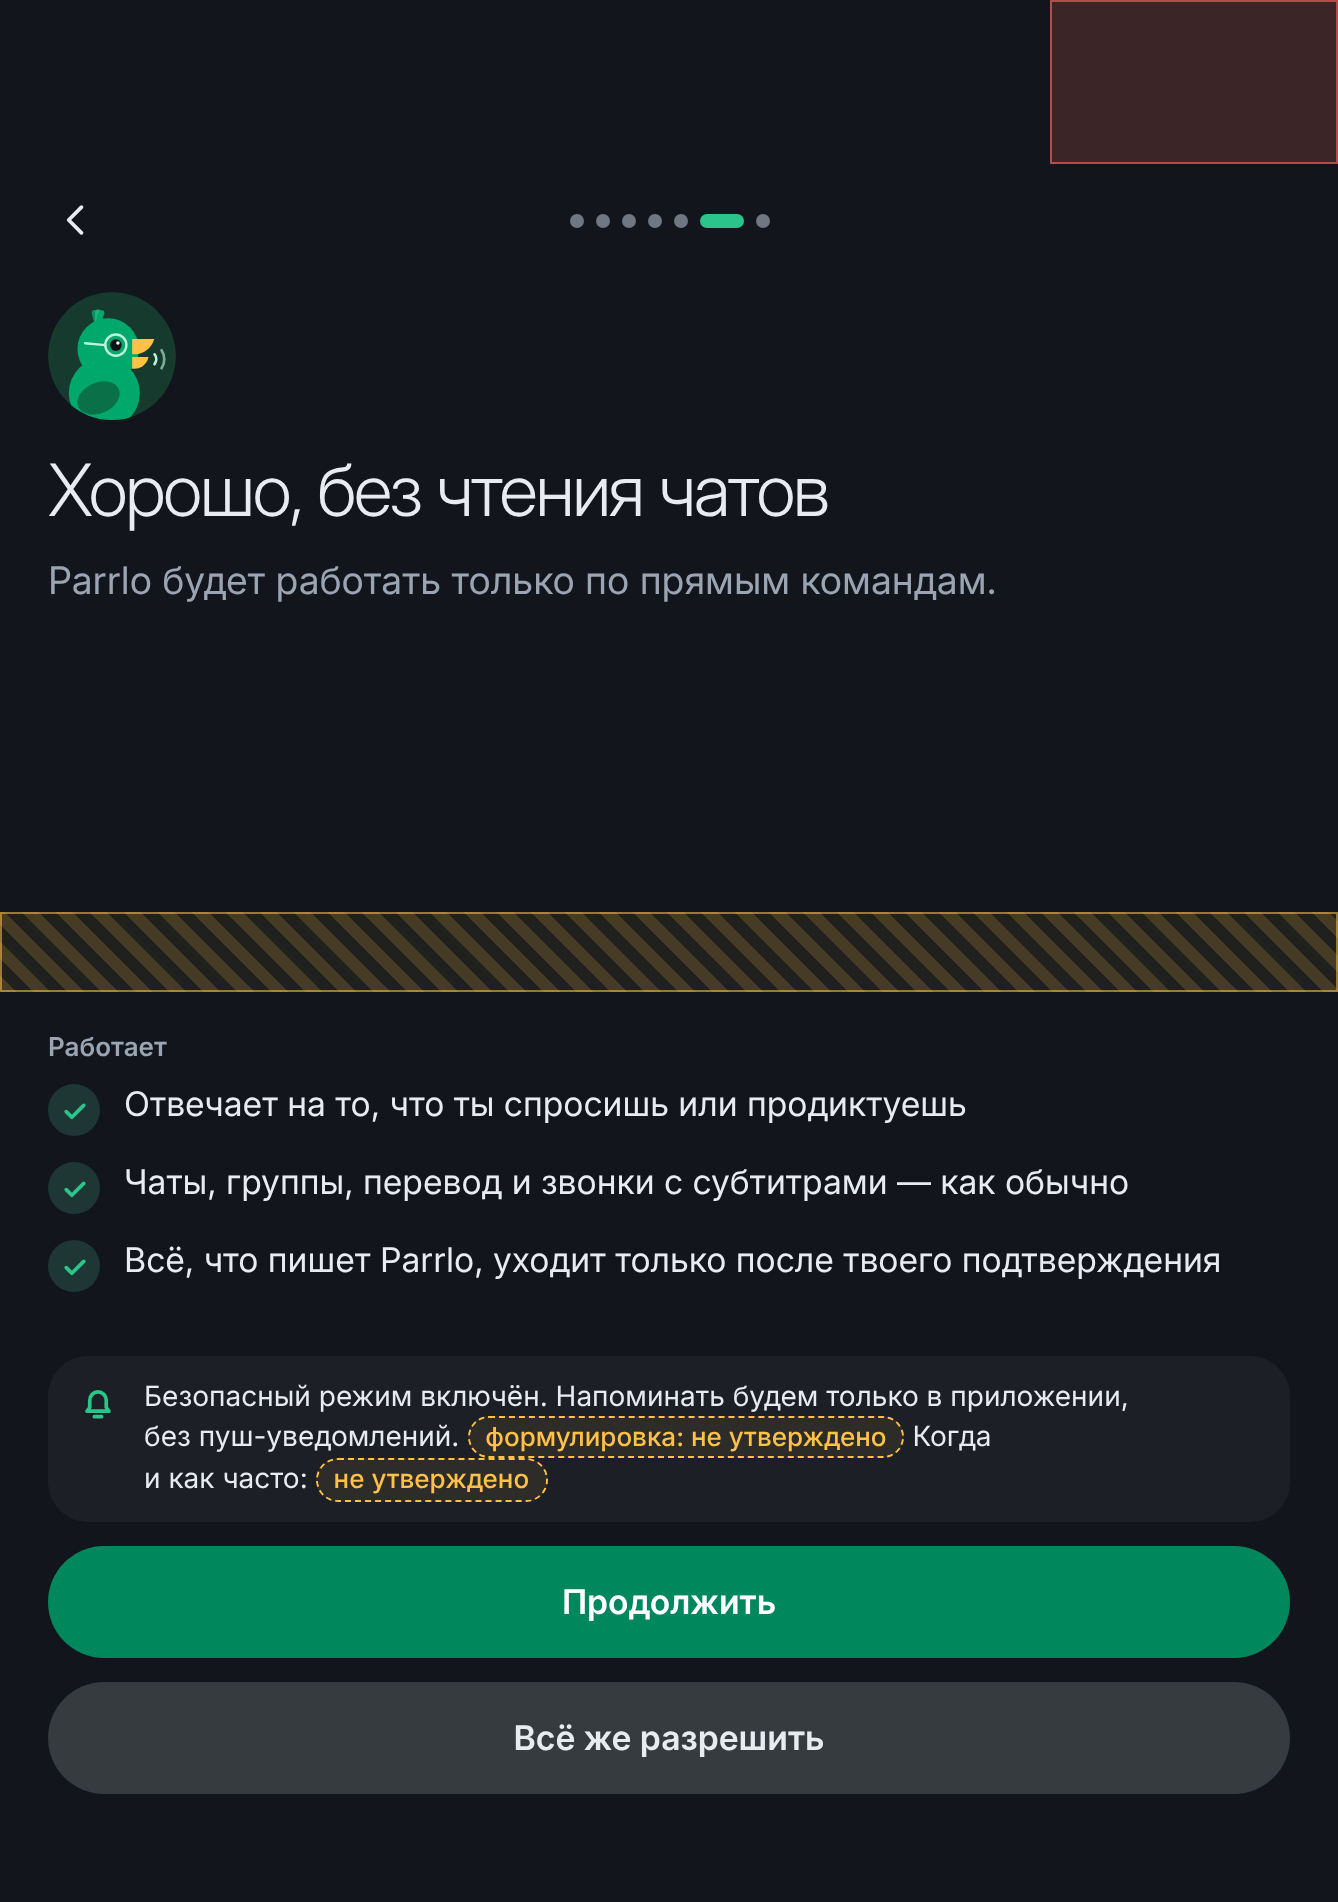 Хорошо, без чтения чатов
Parrlo будет работать только по прямым командам.
Работает
Отвечает на то, что ты спросишь или продиктуешь
Чаты, группы, перевод и звонки с субтитрами — как обычно
Всё, что пишет Parrlo, уходит только после твоего подтверждения
Безопасный режим включён. Напоминать будем только в приложении,
без пуш-уведомлений. формулировка: не утверждено Когда
и как часто: не утверждено
Продолжить
Всё же разрешить